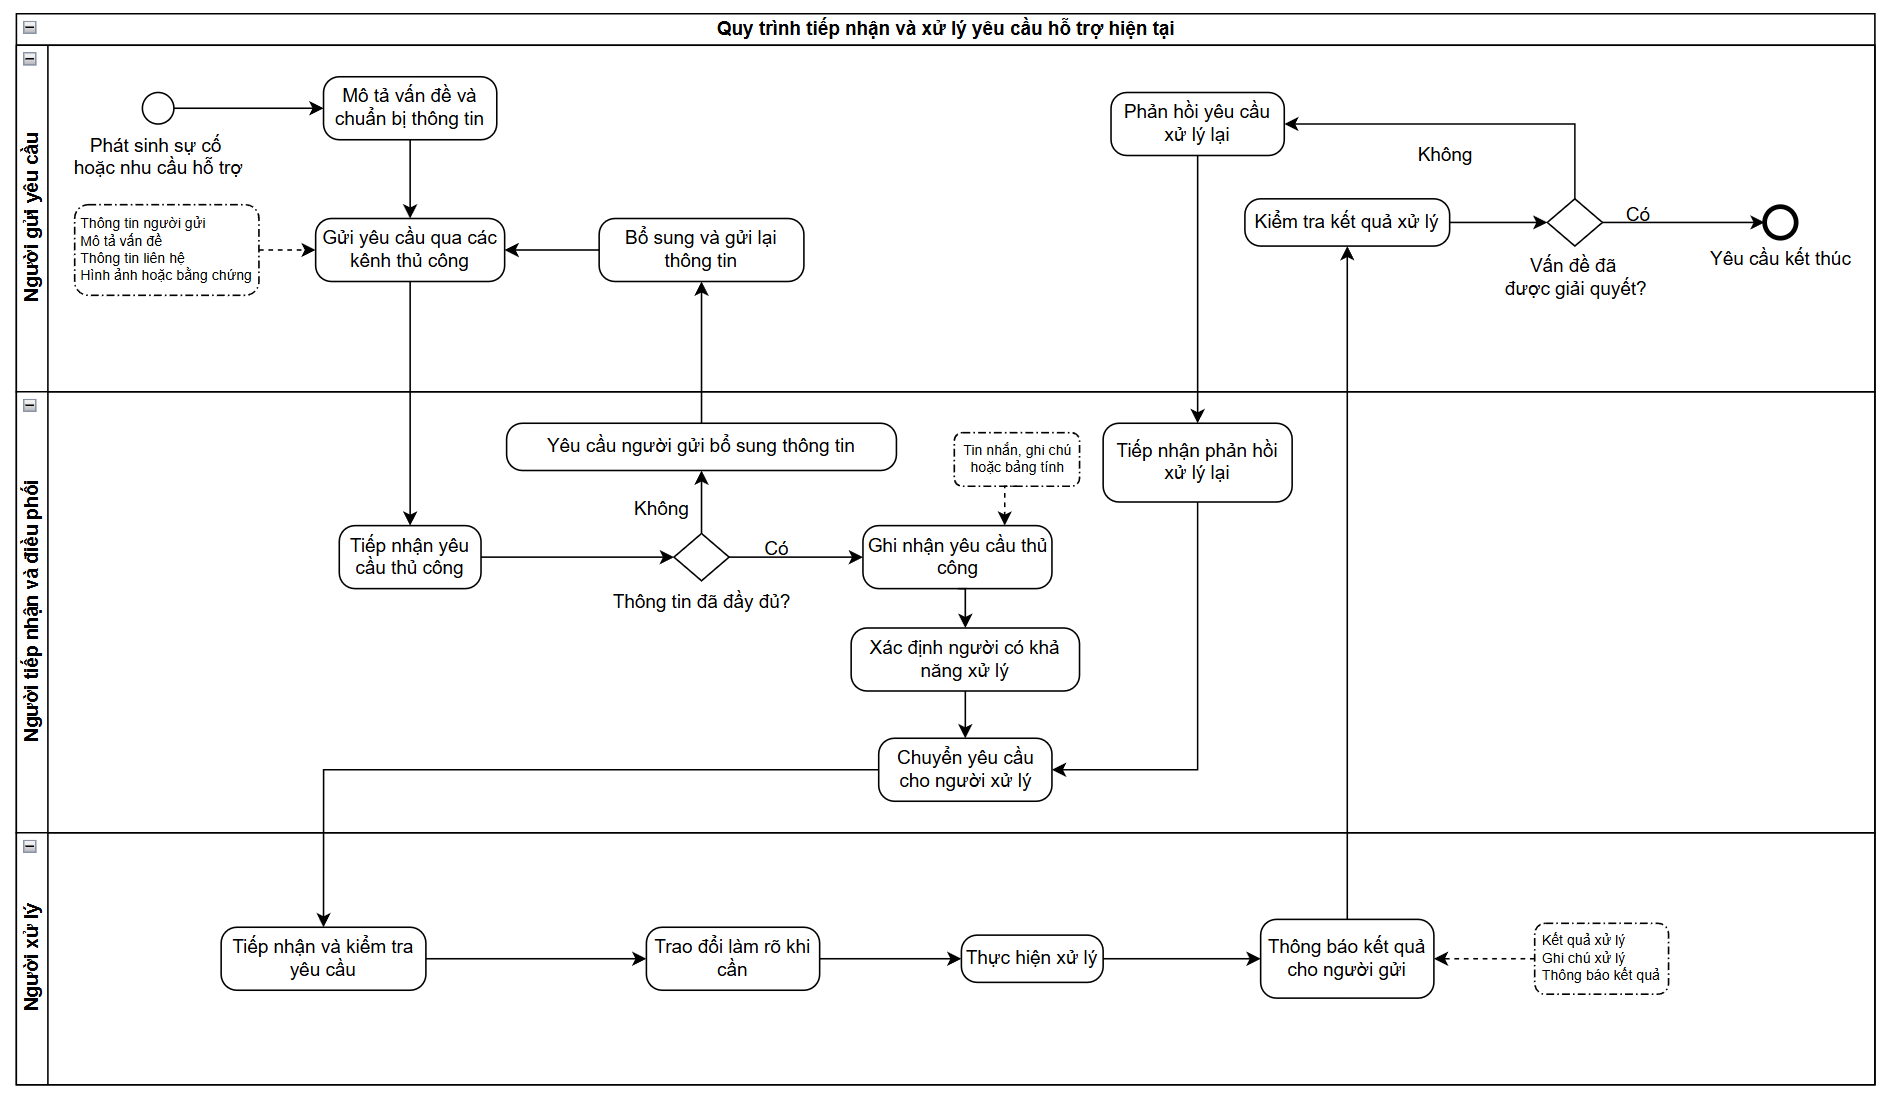 Quy trình tiếp nhận và xử lý yêu cầu hỗ trợ hiện tại
Người gửi yêu cầu
Phát sinh sự cố
hoặc nhu cầu hỗ trợ
Mô tả vấn đề và
chuẩn bị thông tin
Thông tin người gửi
Mô tả vấn đề
Thông tin liên hệ
Hình ảnh hoặc bằng chứng
Gửi yêu cầu qua các
kênh thủ công
Bổ sung và gửi lại
thông tin
Phản hồi yêu cầu
xử lý lại
Không
Kiểm tra kết quả xử lý
Có
Vấn đề đã
được giải quyết?
Yêu cầu kết thúc
Người tiếp nhận và điều phối
Yêu cầu người gửi bổ sung thông tin
Tin nhắn, ghi chú
hoặc bảng tính
Tiếp nhận phản hồi
xử lý lại
Không
Tiếp nhận yêu
cầu thủ công
Có
Thông tin đã đầy đủ?
Ghi nhận yêu cầu thủ
công
Xác định người có khả
năng xử lý
Chuyển yêu cầu
cho người xử lý
Người xử lý
Tiếp nhận và kiểm tra
yêu cầu
Trao đổi làm rõ khi
cần
Thực hiện xử lý
Thông báo kết quả
cho người gửi
Kết quả xử lý
Ghi chú xử lý
Thông báo kết quả